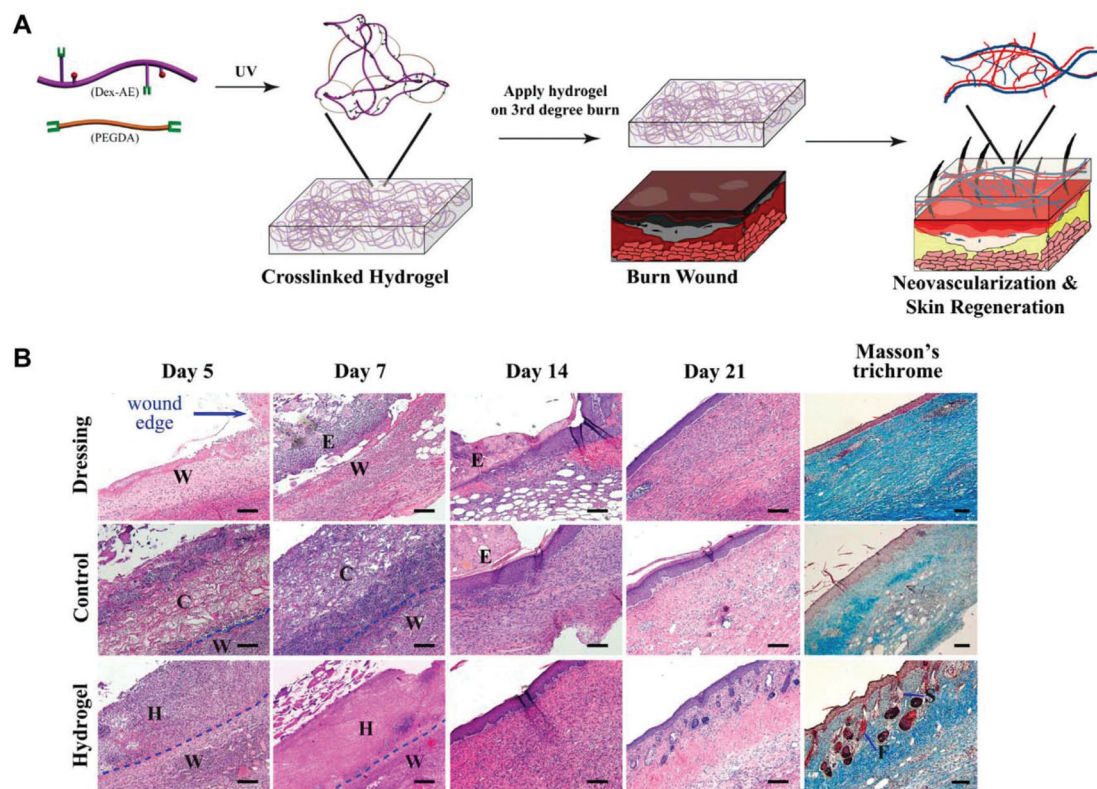 A
(Dex-AE)
(PEGDA)
UV
Crosslinked Hydrogel
Apply hydrogel
on 3rd degree burn
Burn Wound
Neovascularization &
Skin Regeneration
B
Day 5
Day 7
Day 14
Day 21
Masson's
trichrome
Dressing
wound
edge
W
E
W
E
Control
C
W
C
W
E
Hydrogel
H
W
H
W
S
F